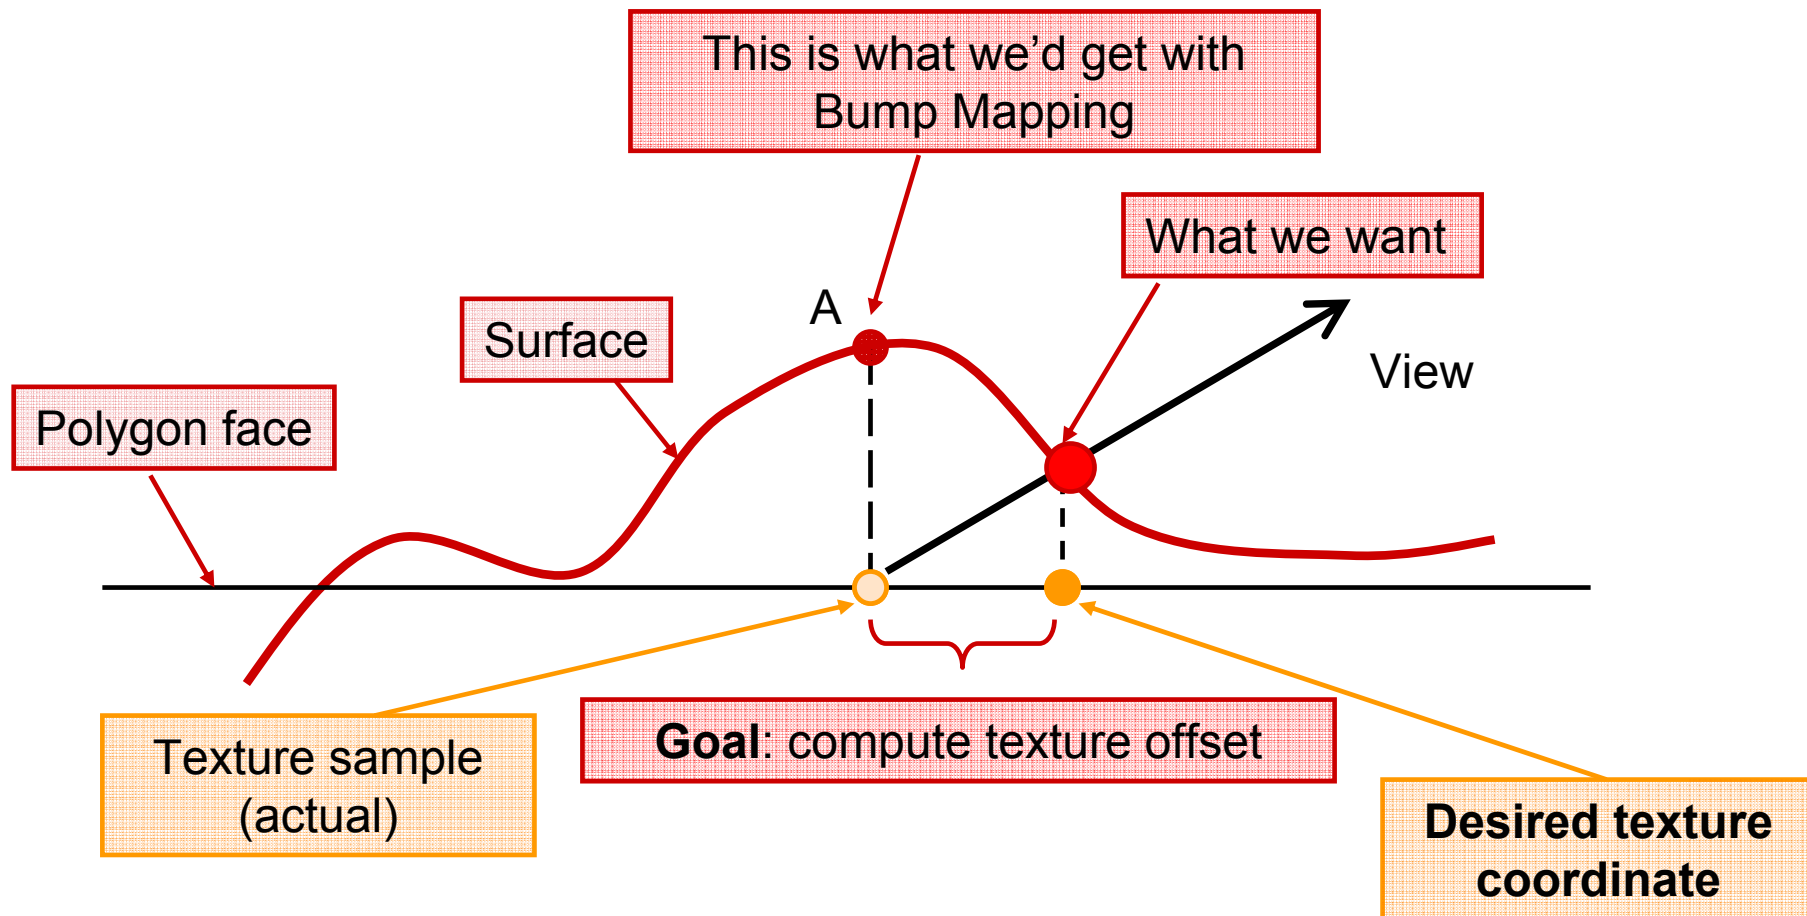 This is what we’d get with
Bump Mapping
What we want
A
Surface
View
Polygon face
Texture sample
(actual)
Goal: compute texture offset
Desired texture
coordinate